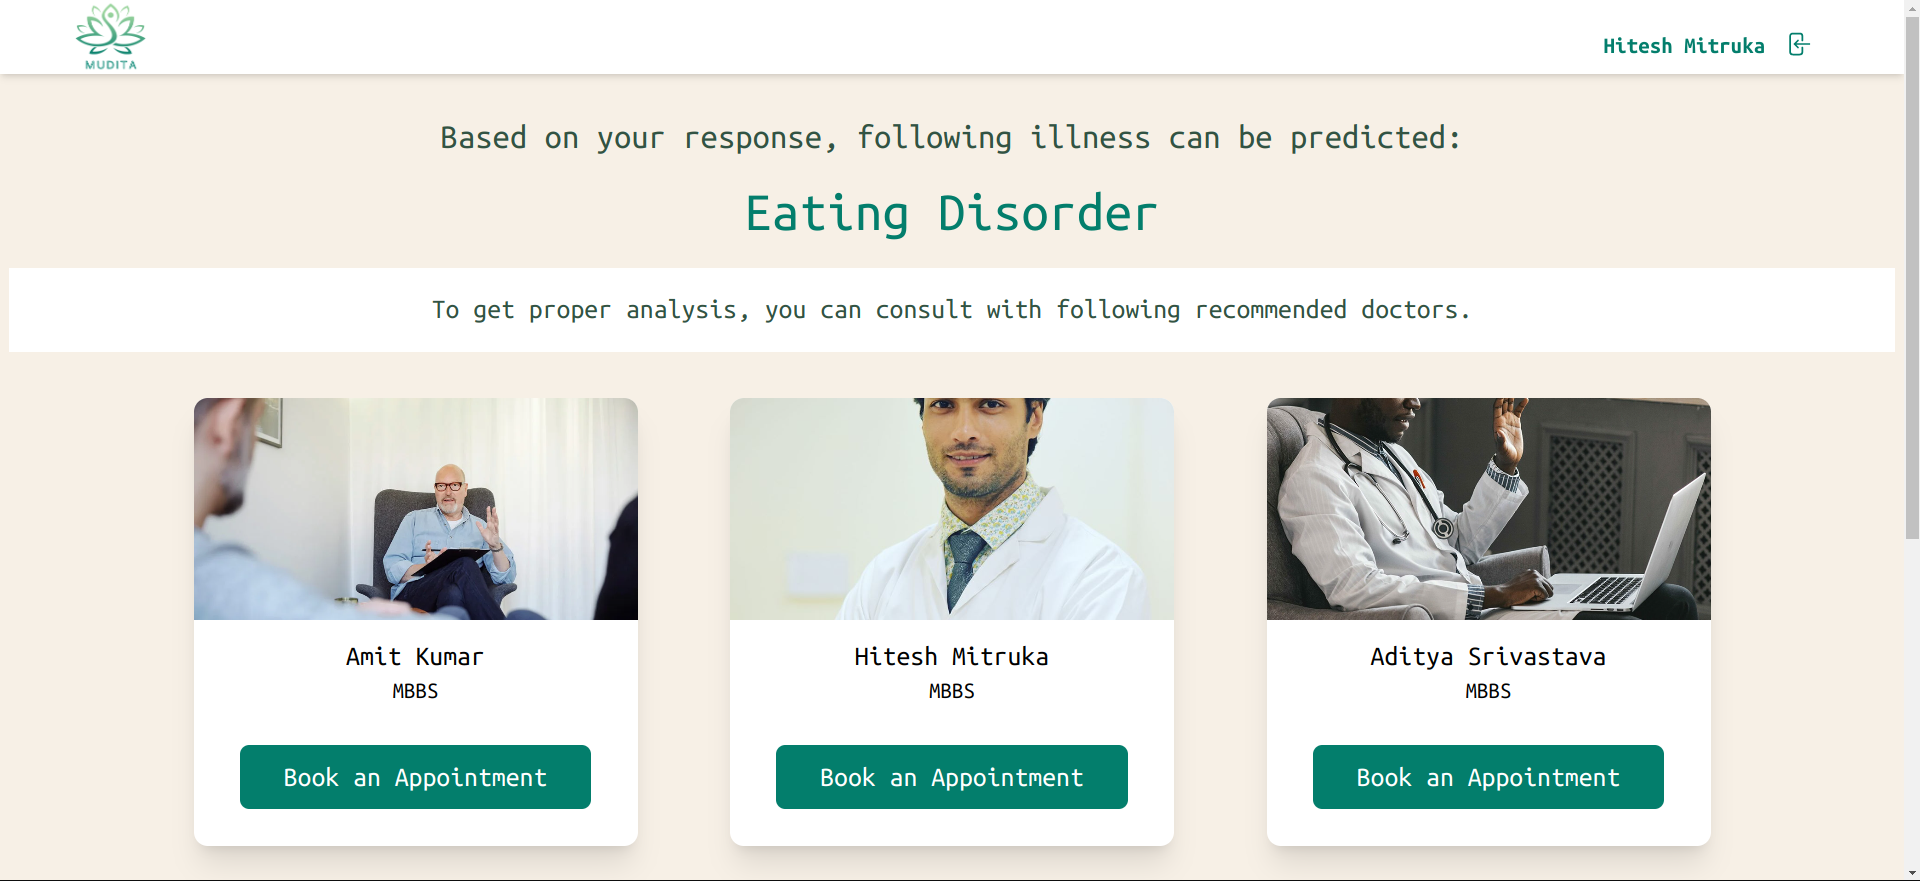 MUDITA
Hitesh Mitruka
Based on your response, following illness can be predicted:
Eating Disorder
To get proper analysis, you can consult with following recommended doctors.
Amit Kumar
MBBS
Book an Appointment
Hitesh Mitruka
MBBS
Book an Appointment
Aditya Srivastava
MBBS
Book an Appointment